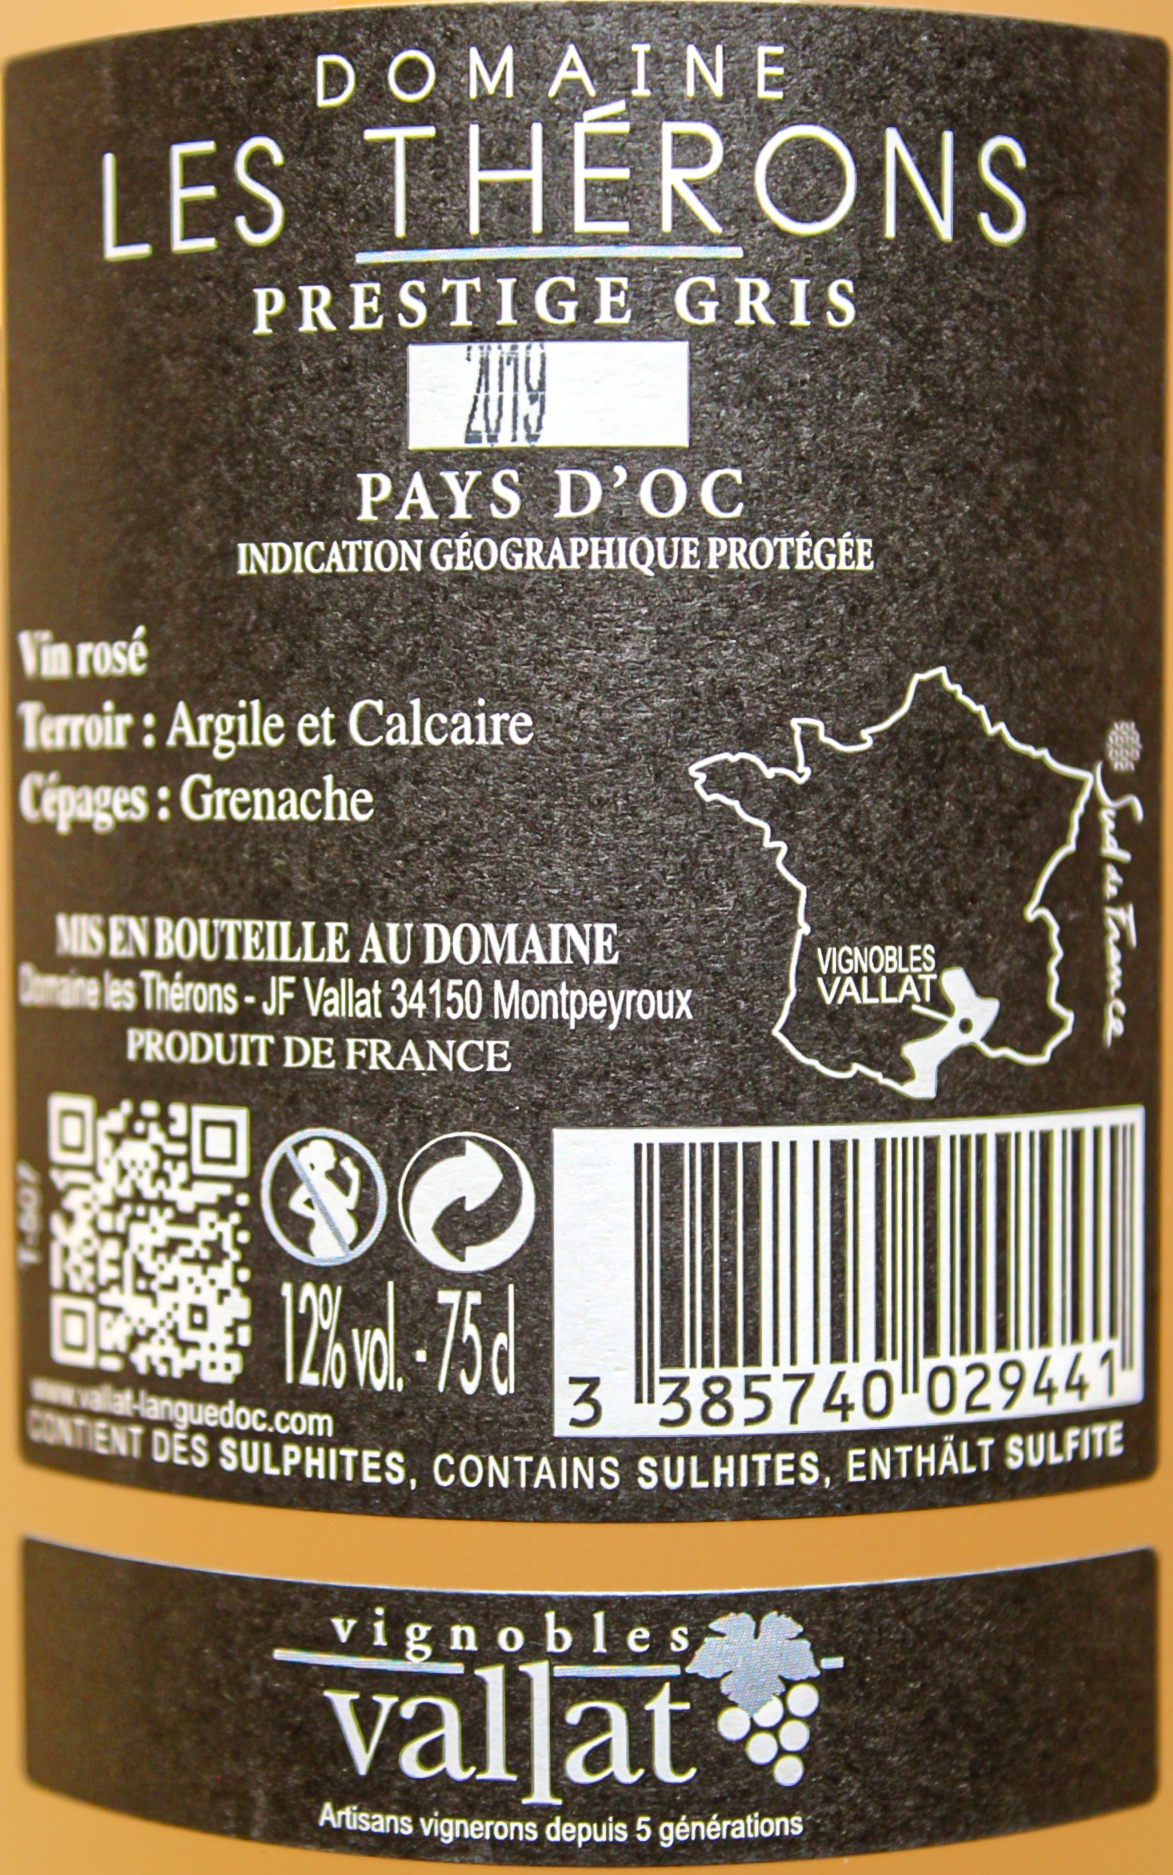 DOMAINE
LES THÉRONS
PRESTIGE GRIS
2019
PAYS D'OC
INDICATION GÉOGRAPHIQUE PROTÉGÉE
Vin rosé
Terroir : Argile et Calcaire
Cépages : Grenache
Sud de France
VIGNOBLES
VALLAT
MIS EN BOUTEILLE AU DOMAINE
Domaine les Thérons - JF Vallat 34150 Montpeyroux
PRODUIT DE FRANCE
12% vol. - 75 cl
3 385740 029441
www.vallat-languedoc.com
CONTIENT DES SULPHITES, CONTAINS SULHITES, ENTHÄLT SULFITE
vignobles
vallat
Artisans vignerons depuis 5 générations